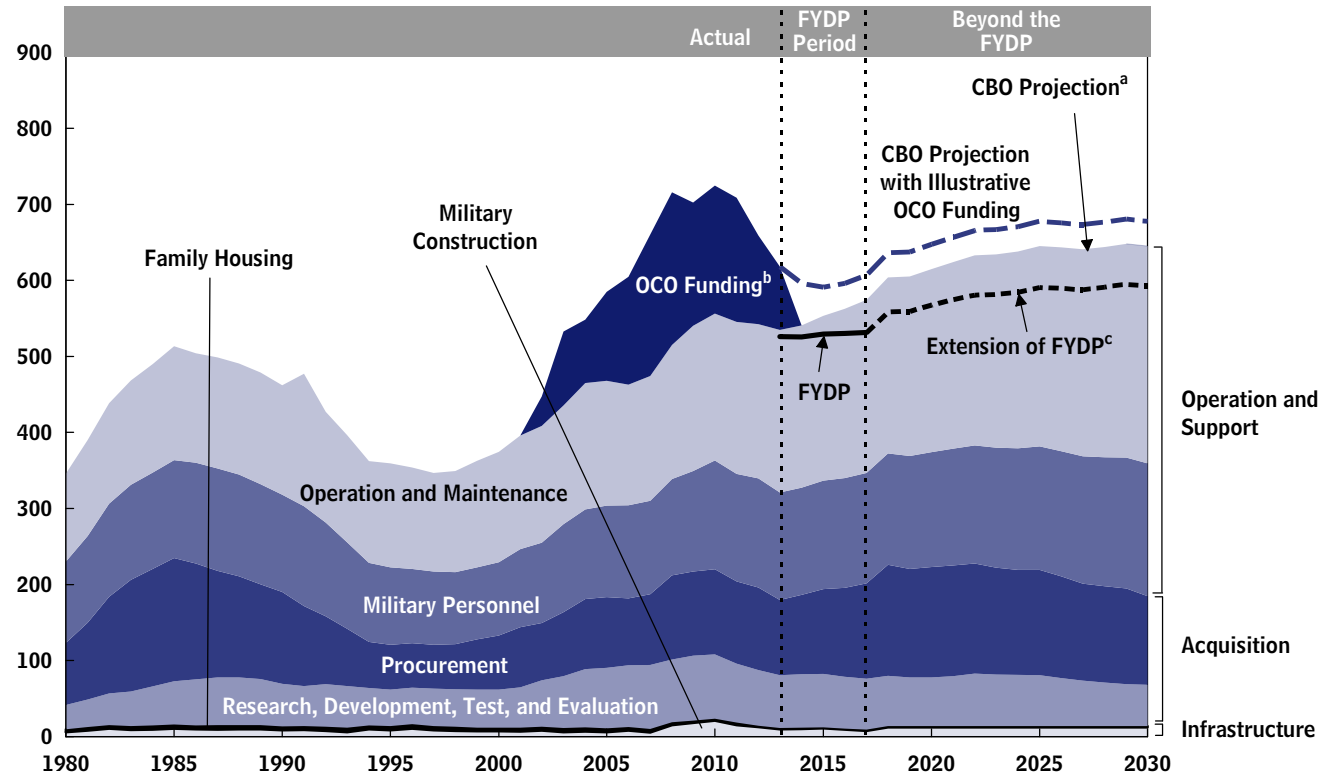 Actual
FYDP
Period
Beyond the
FYDP
900
800
700
600
500
400
300
200
100
0
CBO Projectionᵃ
CBO Projection
with Illustrative
OCO Funding
Military
Construction
Family Housing
OCO Fundingᵇ
Extension of FYDPᶜ
FYDP
Operation and
Support
Operation and Maintenance
Military Personnel
Procurement
Acquisition
Research, Development, Test, and Evaluation
Infrastructure
1980 1985 1990 1995 2000 2005 2010 2015 2020 2025 2030